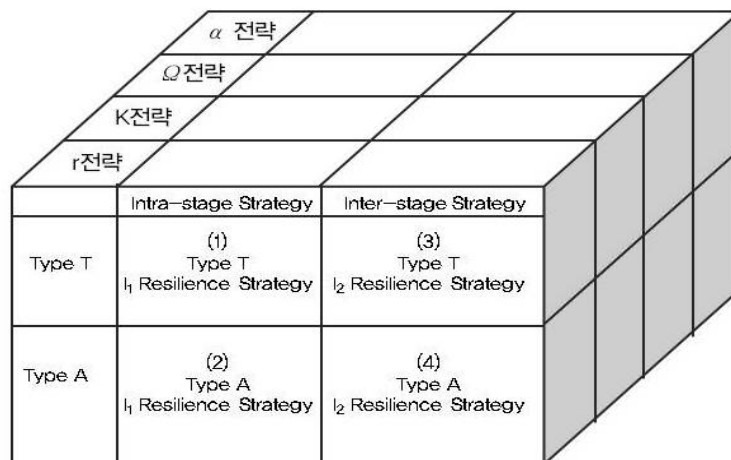 α 전략
Ω전략
K전략
r전략
Intra-stage Strategy
Inter-stage Strategy
Type T
(1)
Type T
I₁ Resilience Strategy
(3)
Type T
I₂ Resilience Strategy
Type A
(2)
Type A
I₁ Resilience Strategy
(4)
Type A
I₂ Resilience Strategy